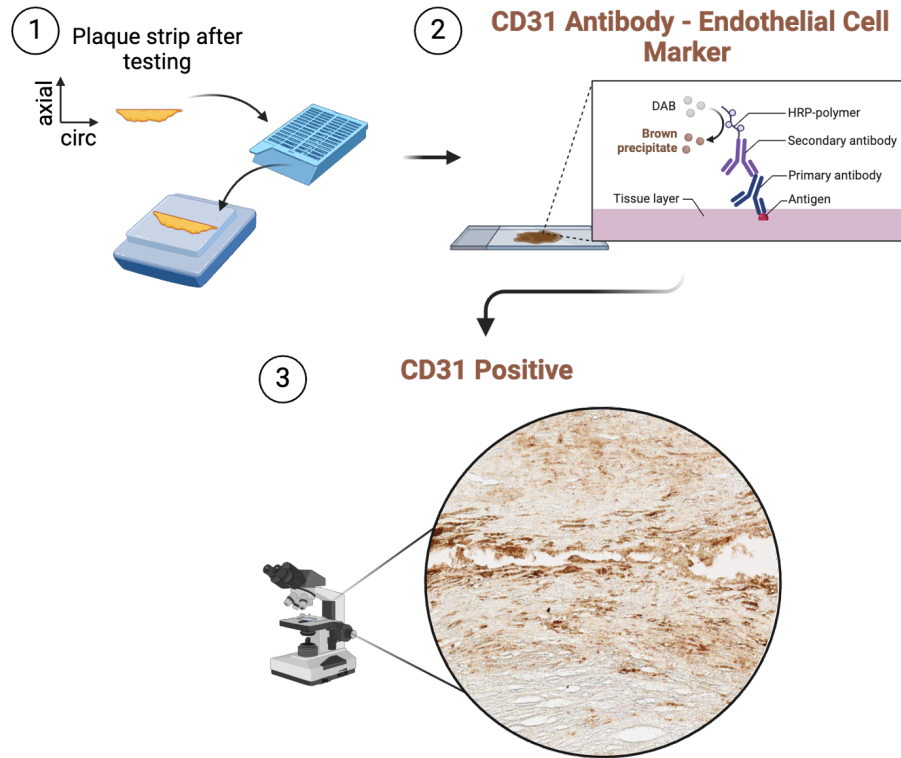 1
Plaque strip after
testing
axial
circ
2
CD31 Antibody - Endothelial Cell
Marker
DAB
HRP-polymer
Brown
precipitate
Secondary antibody
Primary antibody
Tissue layer
Antigen
3
CD31 Positive